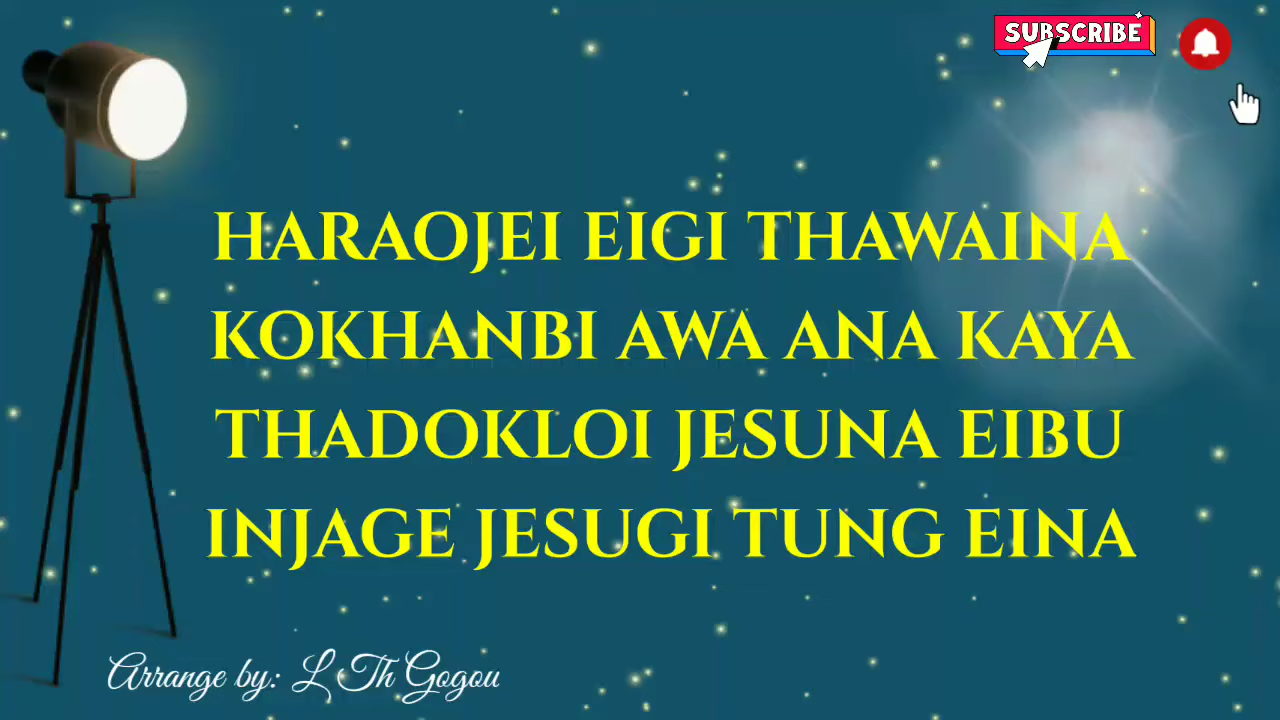 SUBSCRIBE
HARAOJEI EIGI THAWAINA
KOKHANBI AWA ANA KAYA
THADOKLOI JESUNA EIBU
INJAGE JESUGI TUNG EINA
Arrange by: L Th Gogou